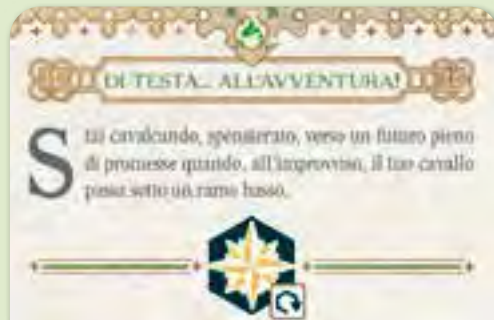 DI TESTA... ALL'AVVENTURA!
Stai cavalcando, spensierato, verso un futuro pieno
di promesse quando, all'improvviso, il tuo cavallo
passa sotto un ramo basso.